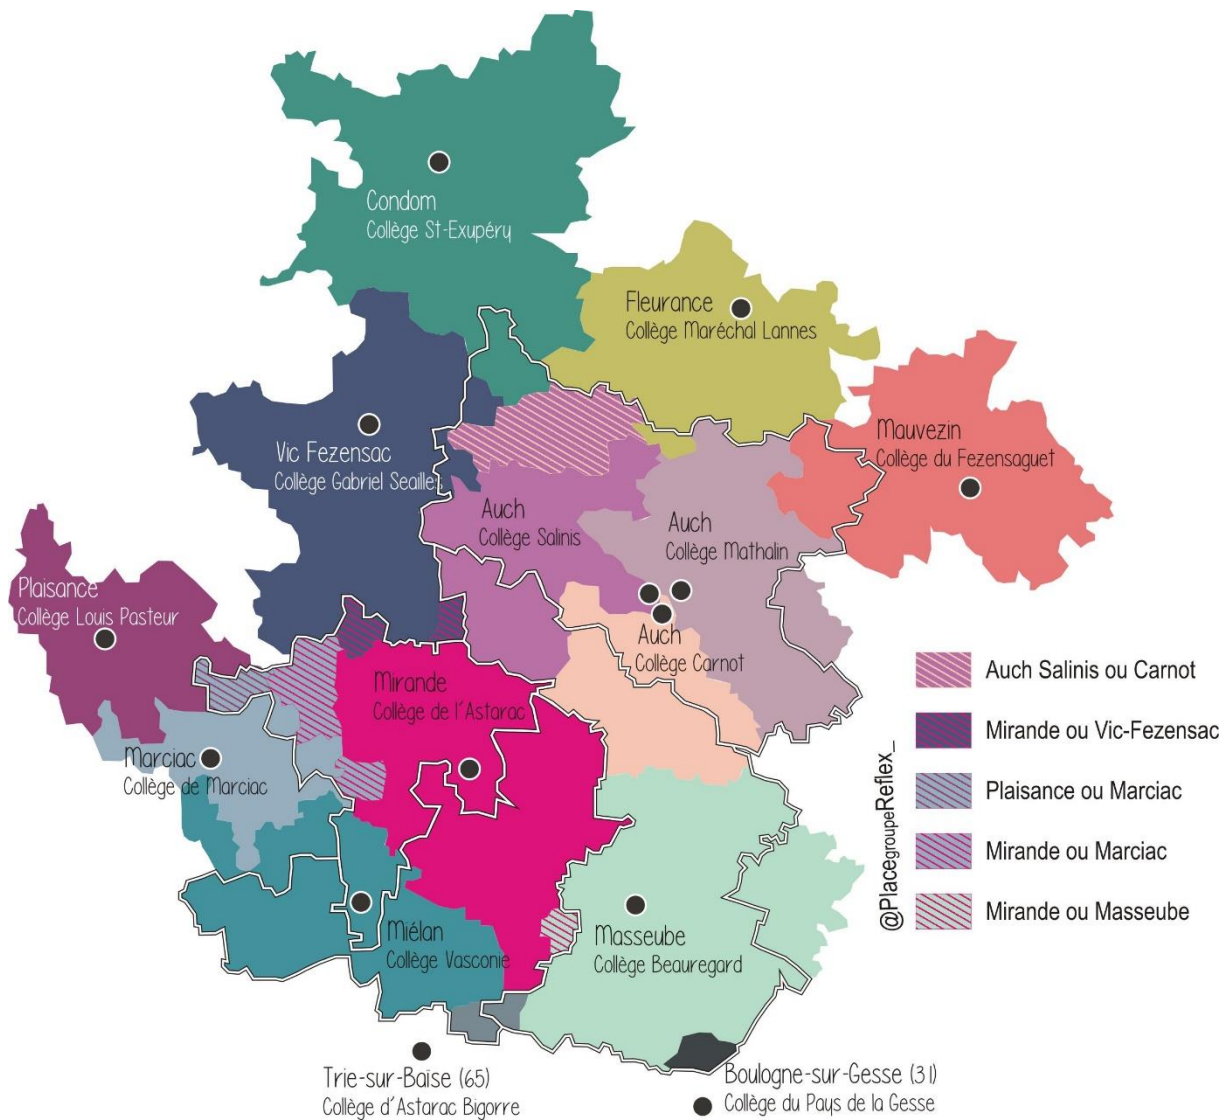 Condom
Collège St-Exupéry
Fleurance
Collège Maréchal Lannes
Mauvezin
Collège du Fezensaguet
Vic Fezensac
Collège Gabriel Seailles
Auch
Collège Salinis
Auch
Collège Mathalin
Plaisance
Collège Louis Pasteur
Auch
Collège Carnot
Mirande
Collège de l'Astarac
Marciac
Collège de Marciac
Miélan
Collège Vasconie
Masseube
Collège Beauregard
Trie-sur-Baïse (65)
Collège d'Astarac Bigorre
Boulogne-sur-Gesse (31)
Collège du Pays de la Gesse
Auch Salinis ou Carnot
Mirande ou Vic-Fezensac
Plaisance ou Marciac
Mirande ou Marciac
Mirande ou Masseube
@PlacegroupeReflex_